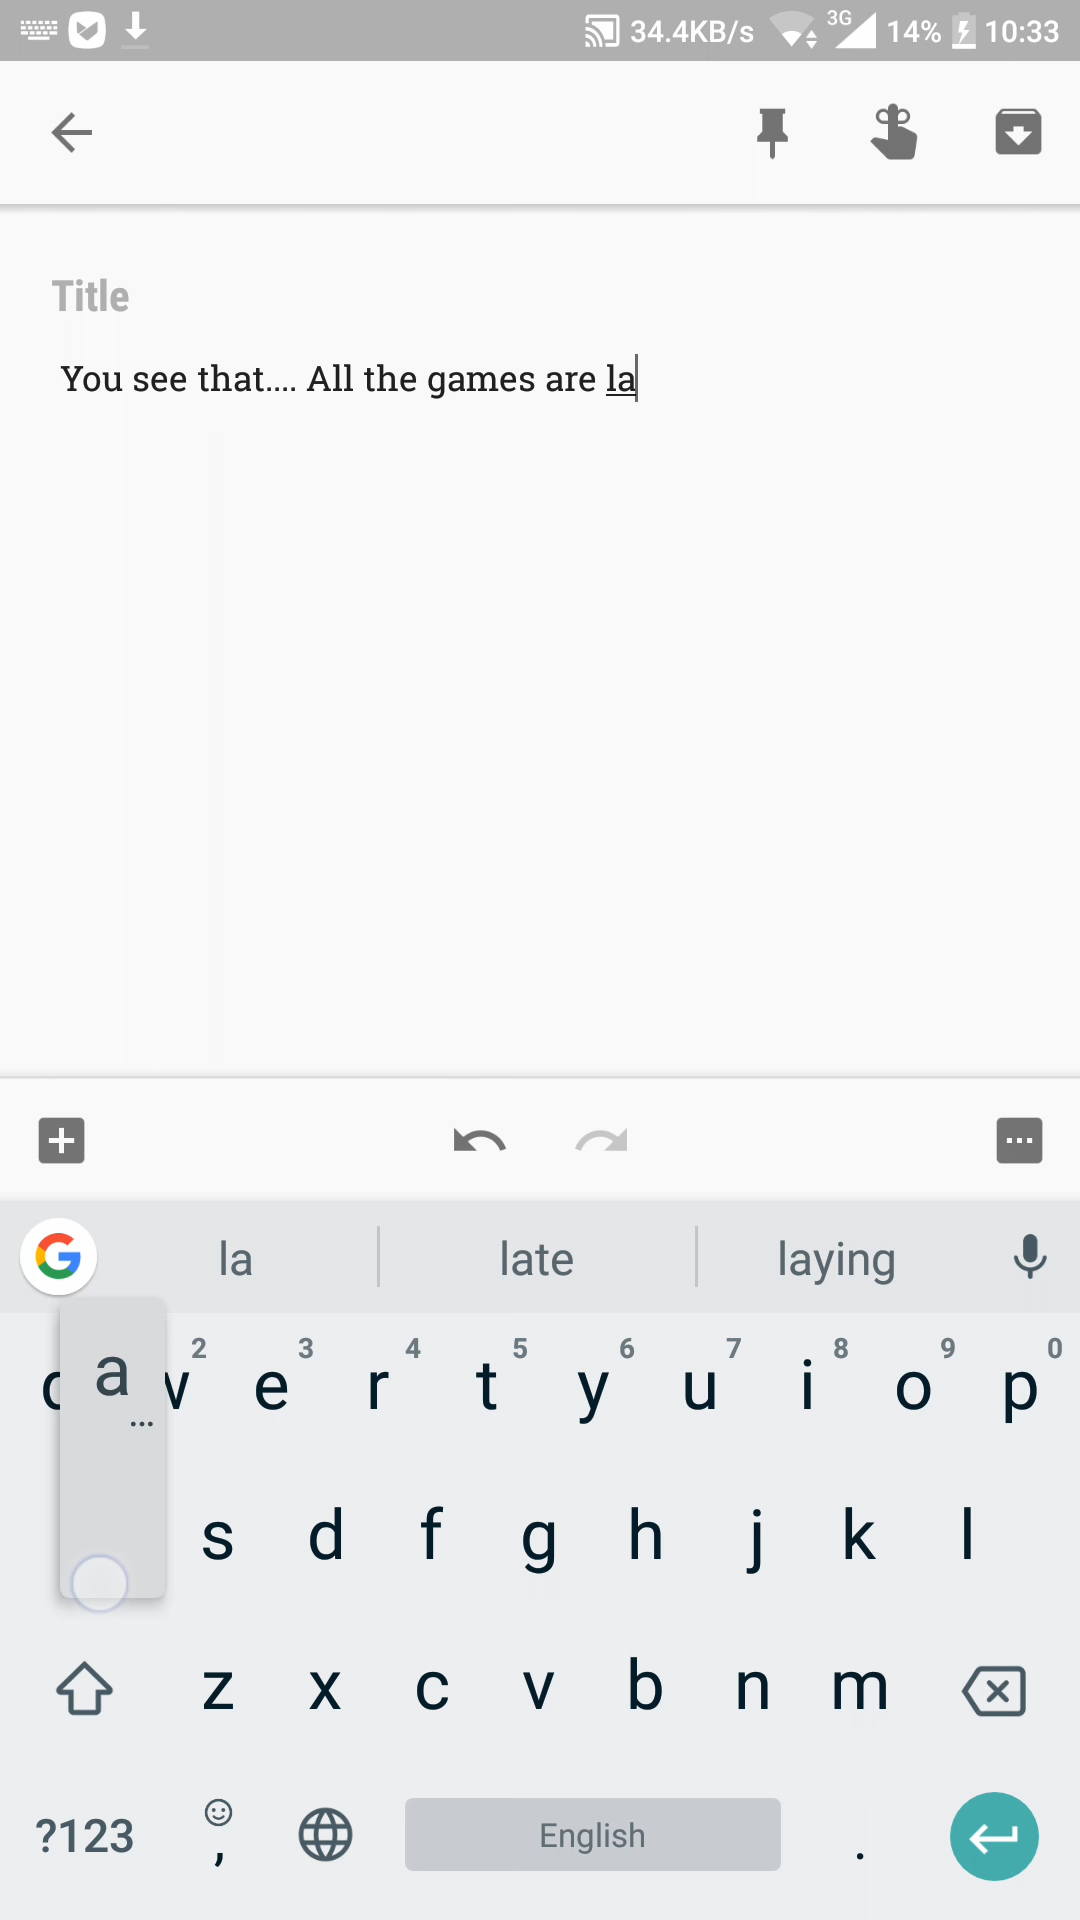 34.4KB/s 3G 14% 10:33
Title
You see that.... All the games are la
la late laying
2 3 4 5 6 7 8 9 0
a
e r t y u i o p
s d f g h j k l
z x c v b n m
?123 , English .